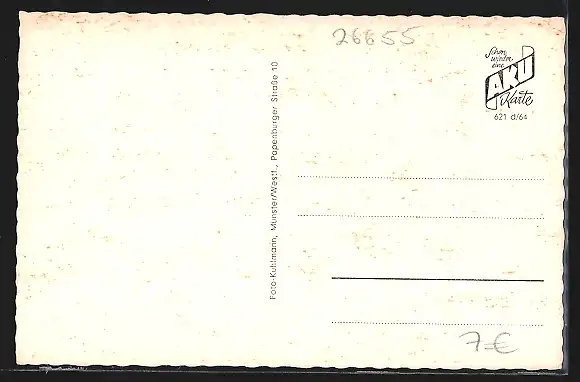 26655
Schon
wieder
eine
AKU
Karte
621 d/64
Foto-Kuhlmann, Münster/Westf., Papenburger Straße 10
7 €